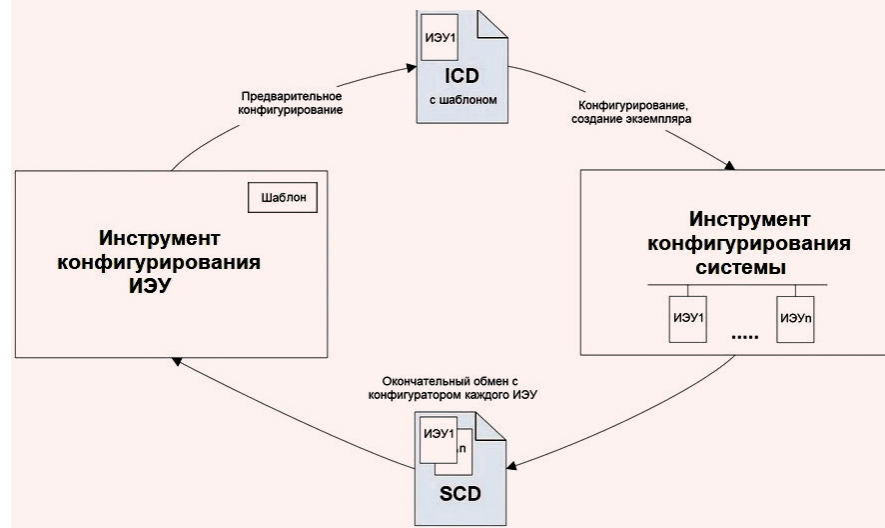 ИЭУ1
ICD
с шаблоном
Предварительное
конфигурирование
Конфигурирование,
создание экземпляра
Шаблон
Инструмент
конфигурирования
ИЭУ
Инструмент
конфигурирования
системы
ИЭУ1
.....
ИЭУn
Окончательный обмен с
конфигуратором каждого ИЭУ
ИЭУ1
SCD